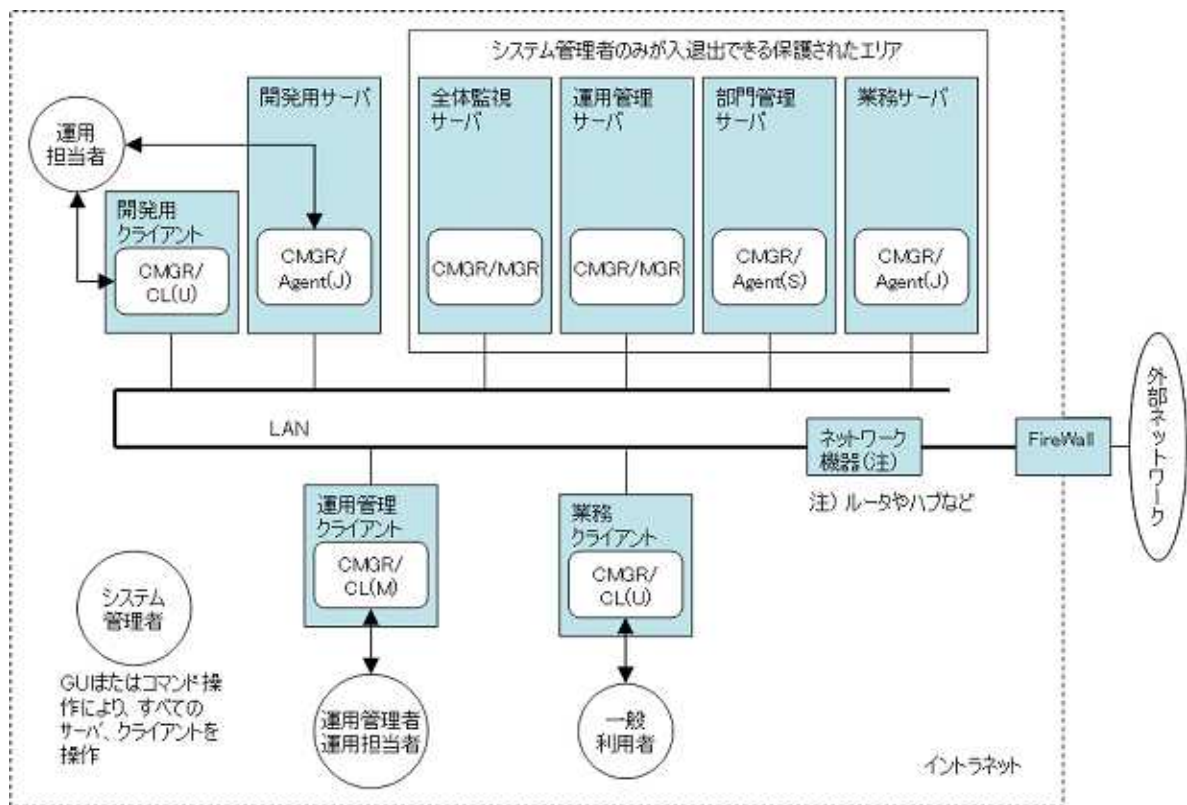 システム管理者のみが入退出できる保護されたエリア
運用
担当者
開発用サーバ
全体監視
サーバ
運用管理
サーバ
部門管理
サーバ
業務サーバ
開発用
クライアント
CMGR/
CL(U)
CMGR/
Agent(J)
CMGR/MGR
CMGR/MGR
CMGR/
Agent(S)
CMGR/
Agent(J)
LAN
ネットワーク
機器(注)
FireWall
外部ネットワーク
注) ルータやハブなど
運用管理
クライアント
CMGR/
CL(M)
業務
クライアント
CMGR/
CL(U)
システム
管理者
GUIまたはコマンド操
作により、すべての
サーバ、クライアントを
操作
運用管理者
運用担当者
一般
利用者
イントラネット